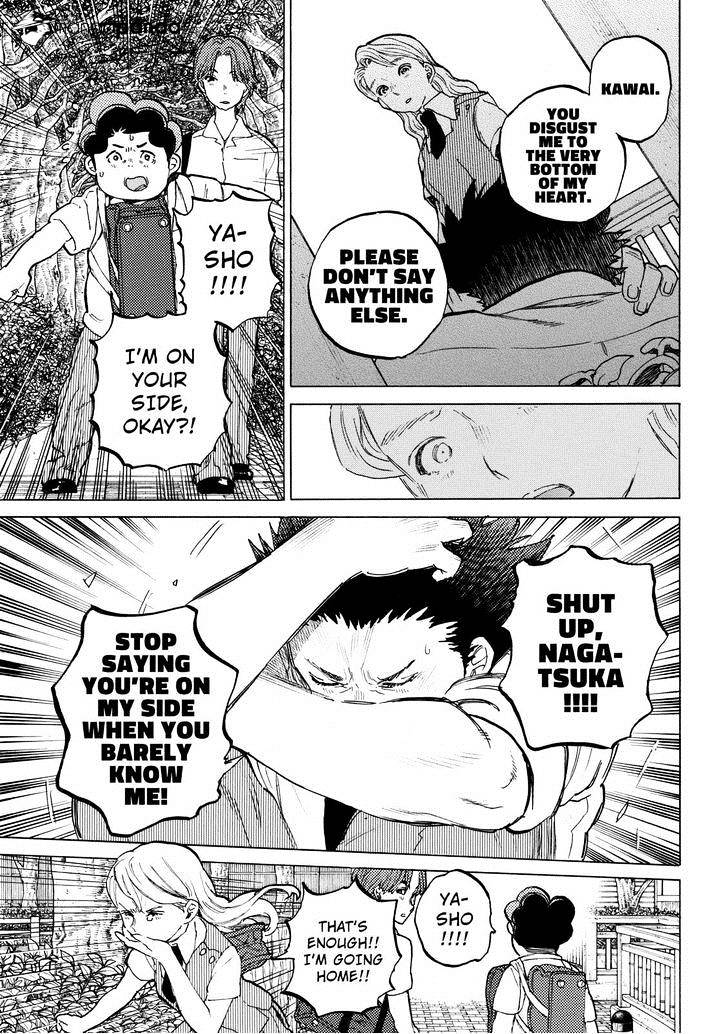 KAWAI.
YOU
DISGUST
ME TO
THE VERY
BOTTOM
OF MY
HEART.
PLEASE
DON'T SAY
ANYTHING
ELSE.
YA-
SHO
!!!!
I'M ON
YOUR
SIDE,
OKAY?!
SHUT
UP,
NAGA-
TSUKA
!!!!
STOP
SAYING
YOU'RE ON
MY SIDE
WHEN YOU
BARELY
KNOW
ME!
YA-
SHO
!!!!
THAT'S
ENOUGH!!
I'M GOING
HOME!!